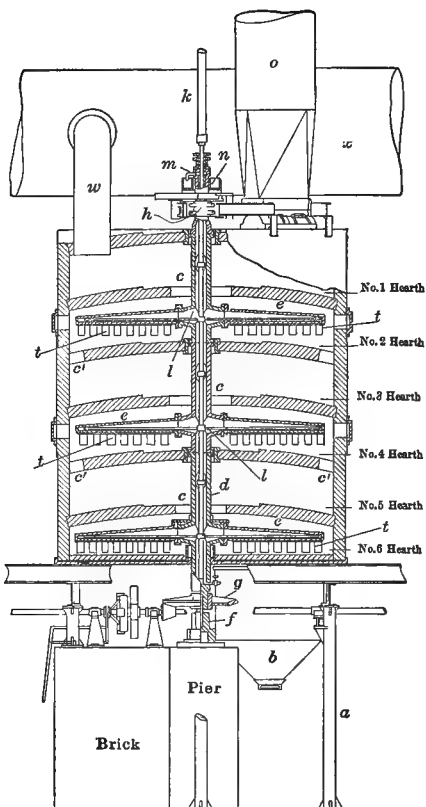 o
k
x
m
n
w
h
c
No.1 Hearth
e
t
t
l
No.2 Hearth
c'
c
No.3 Hearth
e
t
l
No.4 Hearth
c'
c'
c
d
No.5 Hearth
e
t
No.6 Hearth
g
f
b
Pier
a
Brick